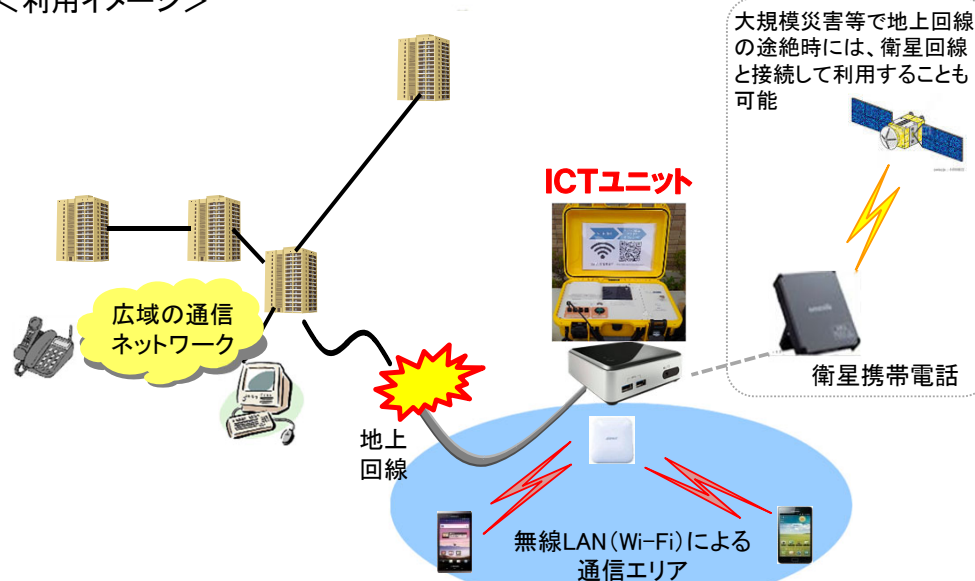 ＜利用イメージ＞
大規模災害等で地上回線
の途絶時には、衛星回線
と接続して利用することも
可能
ICTユニット
広域の通信
ネットワーク
衛星携帯電話
地上
回線
無線LAN（Wi-Fi）による
通信エリア